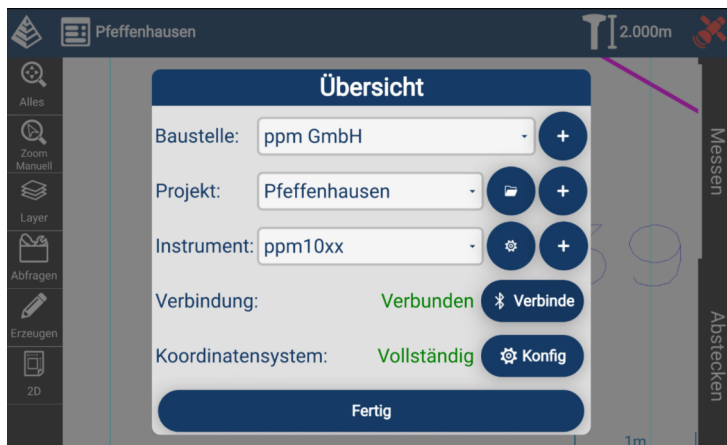 Pfeffenhausen
2.000m
Übersicht
Alles
Baustelle: ppm GmbH - +
Zoom
Manuell
Projekt: Pfeffenhausen - +
Layer
Instrument: ppm10xx - +
Abfragen
Verbindung: Verbunden Verbinde
Erzeugen
Koordinatensystem: Vollständig Konfig
2D
Fertig
Messen
Abstecken
39
1m